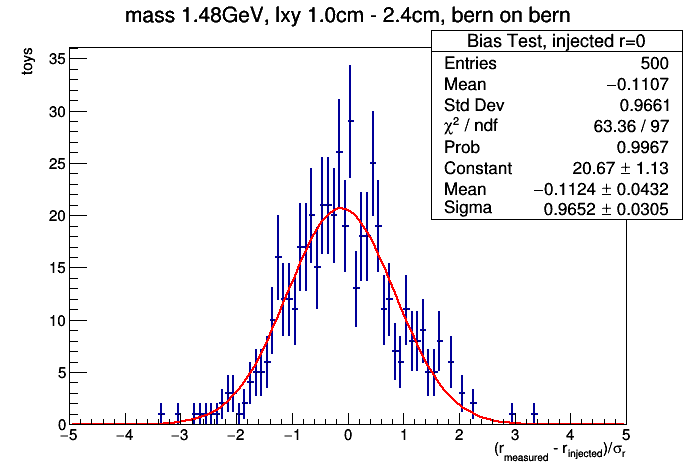 mass 1.48GeV, lxy 1.0cm - 2.4cm, bern on bern
Bias Test, injected r=0
Entries 500
Mean −0.1107
Std Dev 0.9661
χ² / ndf 63.36 / 97
Prob 0.9967
Constant 20.67 ± 1.13
Mean −0.1124 ± 0.0432
Sigma 0.9652 ± 0.0305
toys
35
30
25
20
15
10
5
0
−5 −4 −3 −2 −1 0 1 2 3 4 5
(r_measured - r_injected)/σ_r